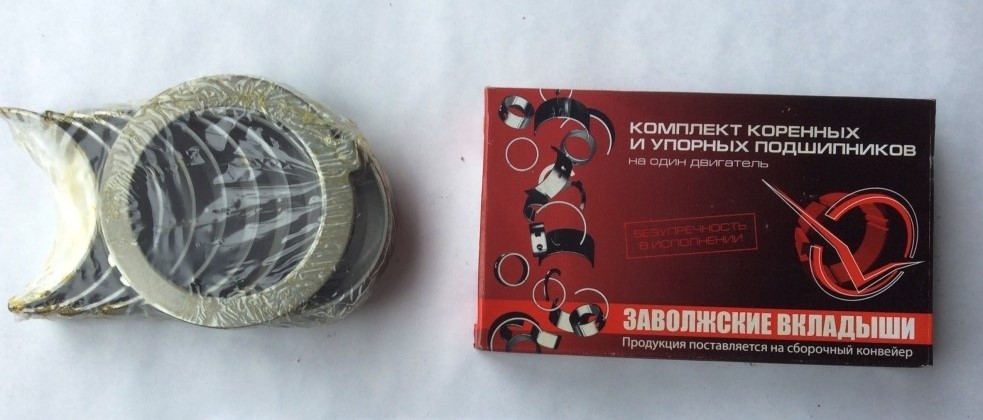 КОМПЛЕКТ КОРЕННЫХ
И УПОРНЫХ ПОДШИПНИКОВ
на один двигатель
БЕЗУПРЕЧНОСТЬ
В ИСПОЛНЕНИИ
ЗАВОЛЖСКИЕ ВКЛАДЫШИ
Продукция поставляется на сборочный конвейер